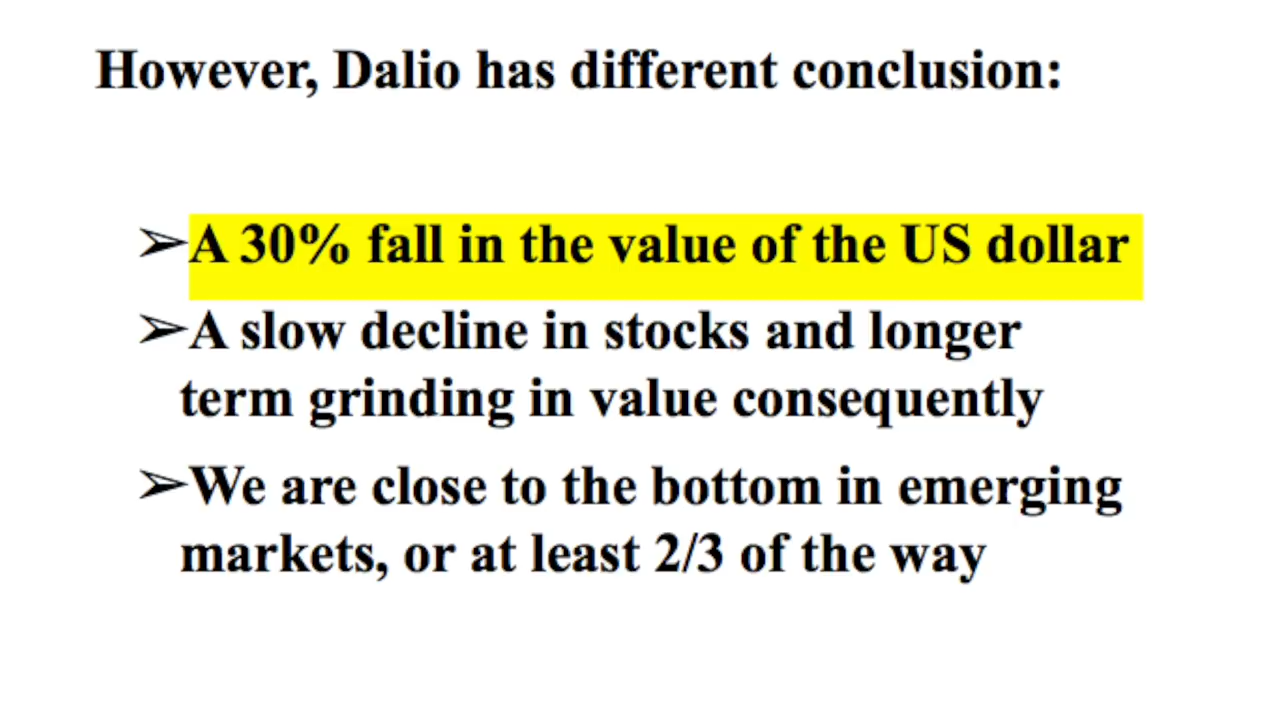 However, Dalio has different conclusion:
➢A 30% fall in the value of the US dollar
➢A slow decline in stocks and longer
term grinding in value consequently
➢We are close to the bottom in emerging
markets, or at least 2/3 of the way